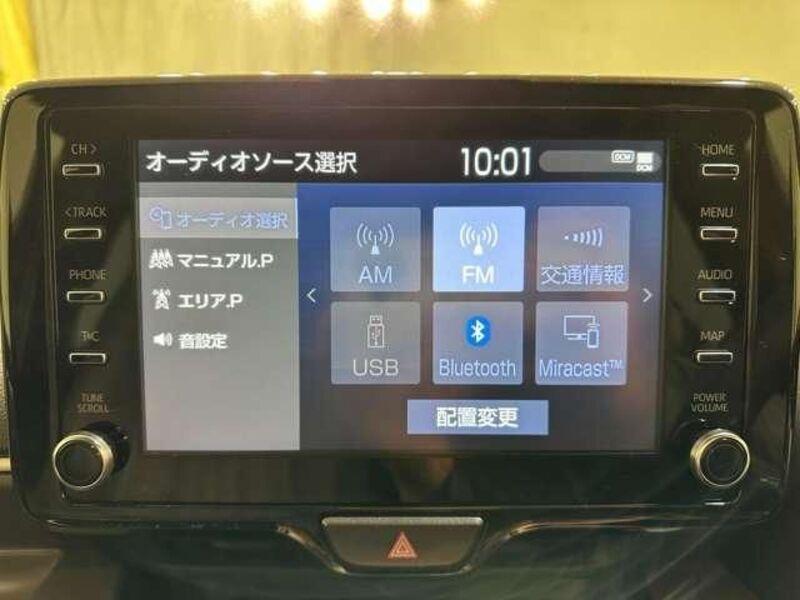 オーディオソース選択 10:01 DCM
DCM
オーディオ選択
マニュアル.P
エリア.P
音設定
AM FM 交通情報
USB Bluetooth Miracast™
配置変更
CH >
< TRACK
PHONE
T∿C
TUNE
SCROLL
HOME
MENU
AUDIO
MAP
POWER
VOLUME